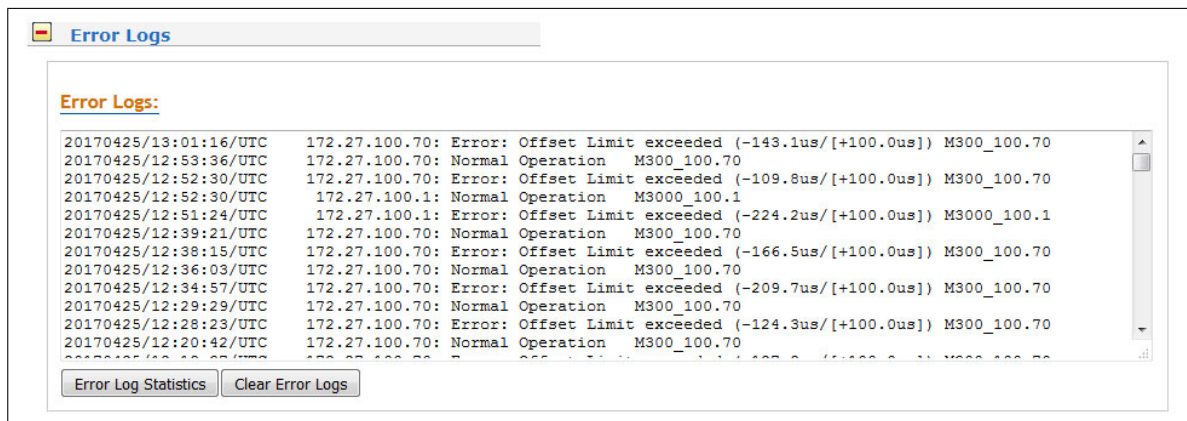 Error Logs
Error Logs:
20170425/13:01:16/UTC 172.27.100.70: Error: Offset Limit exceeded (-143.1us/[+100.0us]) M300_100.70
20170425/12:53:36/UTC 172.27.100.70: Normal Operation M300_100.70
20170425/12:52:30/UTC 172.27.100.70: Error: Offset Limit exceeded (-109.8us/[+100.0us]) M300_100.70
20170425/12:52:30/UTC 172.27.100.1: Normal Operation M3000_100.1
20170425/12:51:24/UTC 172.27.100.1: Error: Offset Limit exceeded (-224.2us/[+100.0us]) M3000_100.1
20170425/12:39:21/UTC 172.27.100.70: Normal Operation M300_100.70
20170425/12:38:15/UTC 172.27.100.70: Error: Offset Limit exceeded (-166.5us/[+100.0us]) M300_100.70
20170425/12:36:03/UTC 172.27.100.70: Normal Operation M300_100.70
20170425/12:34:57/UTC 172.27.100.70: Error: Offset Limit exceeded (-209.7us/[+100.0us]) M300_100.70
20170425/12:29:29/UTC 172.27.100.70: Normal Operation M300_100.70
20170425/12:28:23/UTC 172.27.100.70: Error: Offset Limit exceeded (-124.3us/[+100.0us]) M300_100.70
20170425/12:20:42/UTC 172.27.100.70: Normal Operation M300_100.70
Error Log Statistics Clear Error Logs